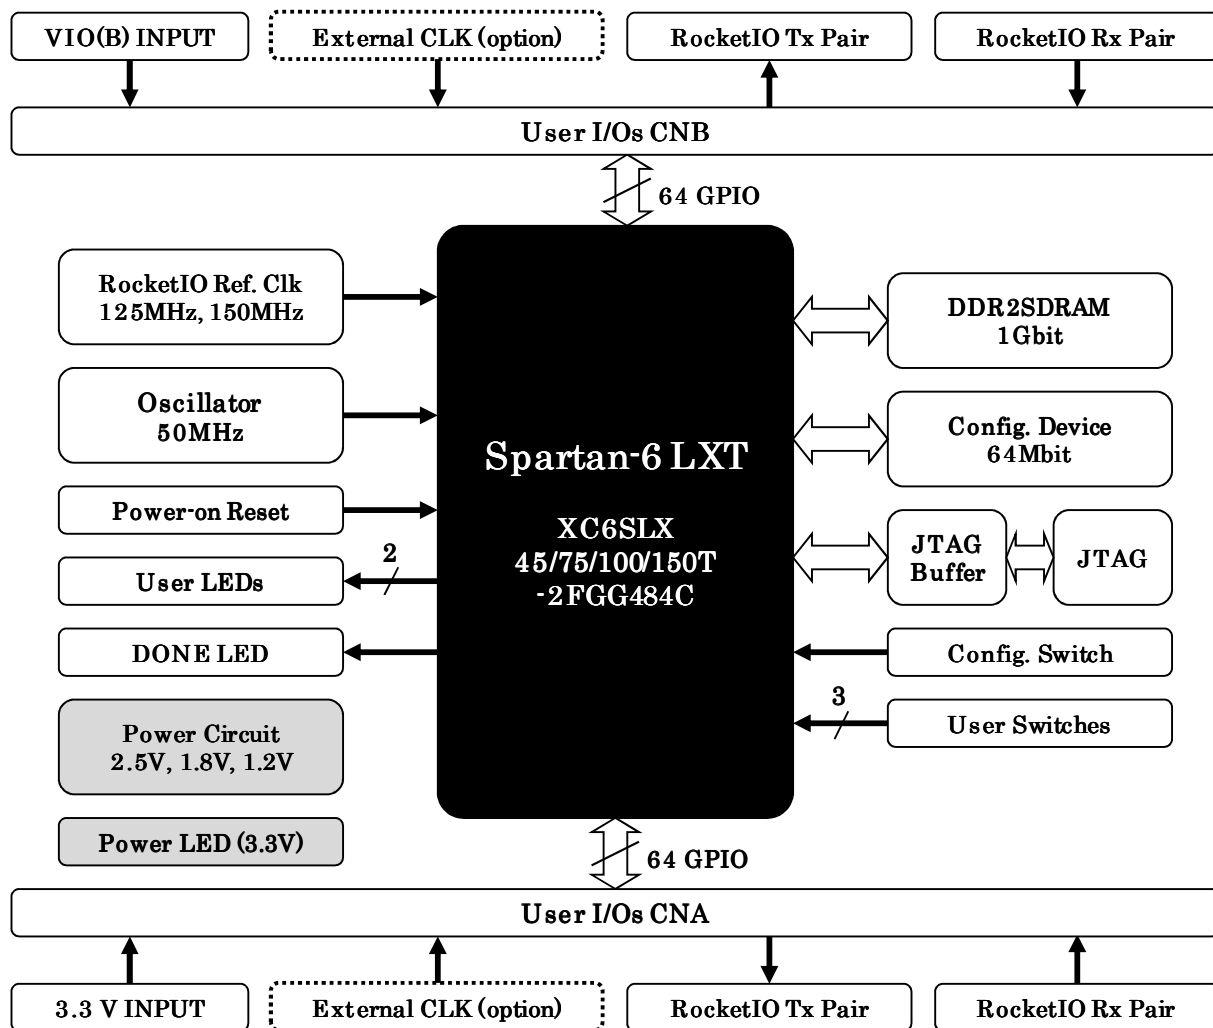 VIO(B) INPUT
External CLK (option)
RocketIO Tx Pair
RocketIO Rx Pair
User I/Os CNB
64 GPIO
RocketIO Ref. Clk
125MHz, 150MHz
Oscillator
50MHz
Power-on Reset
2
User LEDs
DONE LED
Power Circuit
2.5V, 1.8V, 1.2V
Power LED (3.3V)
Spartan-6 LXT
XC6SLX
45/75/100/150T
-2FGG484C
DDR2SDRAM
1Gbit
Config. Device
64Mbit
JTAG
Buffer
JTAG
Config. Switch
3
User Switches
64 GPIO
User I/Os CNA
3.3 V INPUT
External CLK (option)
RocketIO Tx Pair
RocketIO Rx Pair